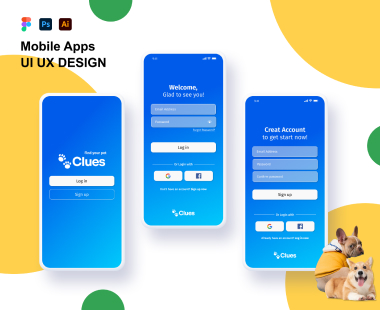 Ps
Ai
Mobile Apps
UI UX DESIGN
find your pet
Clues
Log in
Sign up
Welcome,
Glad to see you!
Email Address
Password
Forgot Password?
Log in
Or Login with
G
f
Don't have an account? Sign up now
Clues
Creat Account
to get start now!
Email Address
Password
Confirm password
Sign up
Or Login with
G
f
Already have an account? Log in now
Clues